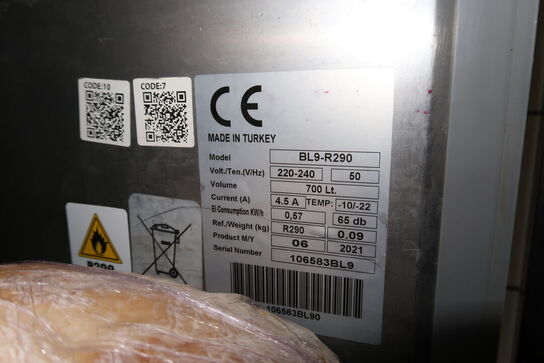 CODE:10
CODE:7
CE
MADE IN TURKEY
Model BL9-R290
Volt./Ten.(V/Hz) 220-240 50
Volume 700 Lt.
Current (A) 4.5 A TEMP: -10/-22
El Consumption KW/h 0,57 65 db
Ref./Weight (kg) R290 0.09
Product M/Y 06 2021
Serial Number 106583BL9
106583BL90
R290